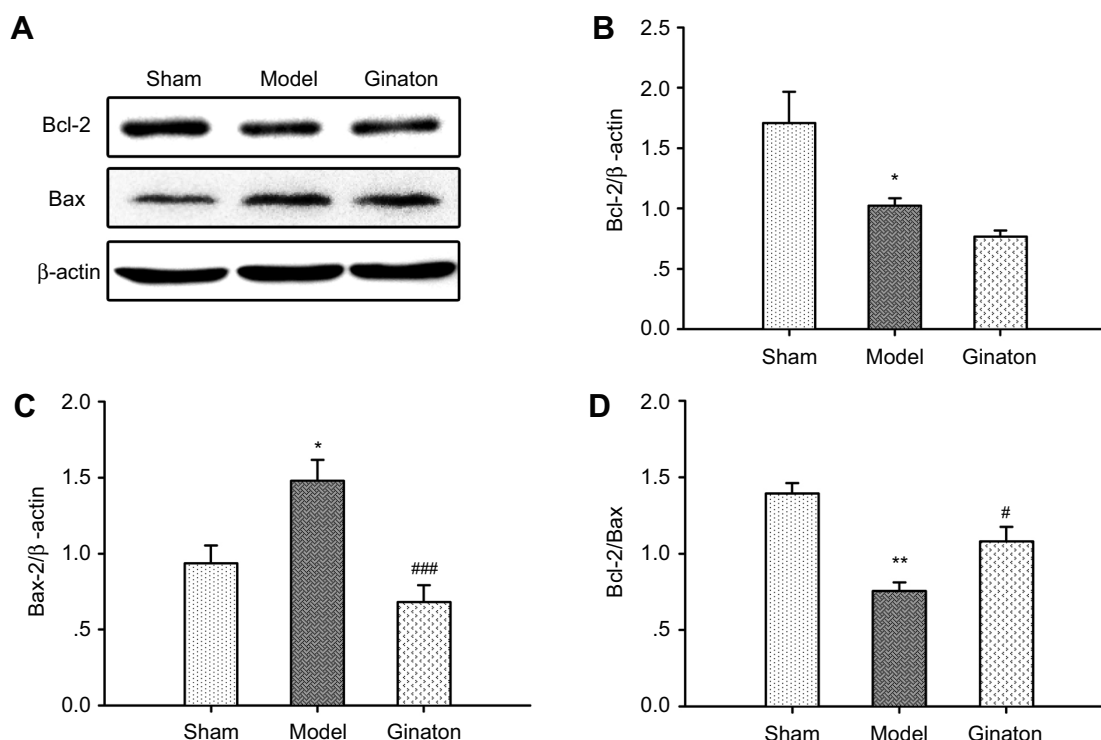 A
Sham Model Ginaton
Bcl-2
Bax
β-actin
B
Bcl-2/β -actin
2.5
2.0
1.5
1.0
.5
0.0
*
Sham Model Ginaton
C
Bax-2/β -actin
2.0
1.5
1.0
.5
0.0
*
###
Sham Model Ginaton
D
Bcl-2/Bax
2.0
1.5
1.0
.5
0.0
**
#
Sham Model Ginaton